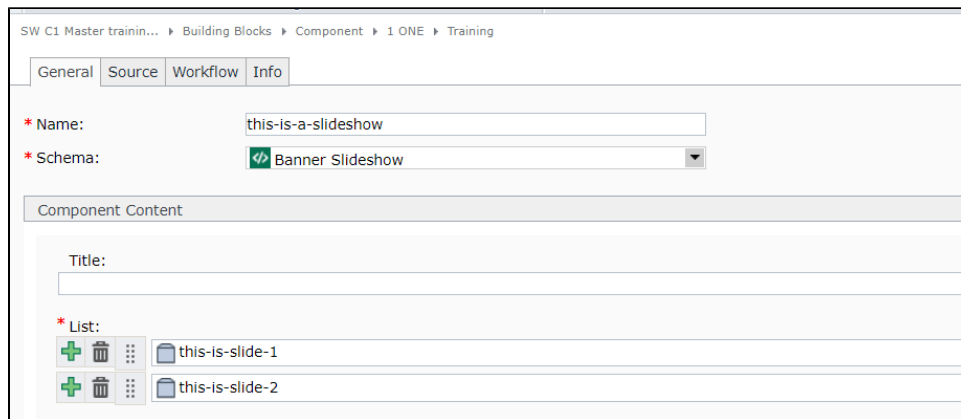 SW C1 Master trainin... Building Blocks Component 1 ONE Training
General Source Workflow Info
* Name: this-is-a-slideshow
* Schema: Banner Slideshow
Component Content
Title:
* List:
this-is-slide-1
this-is-slide-2